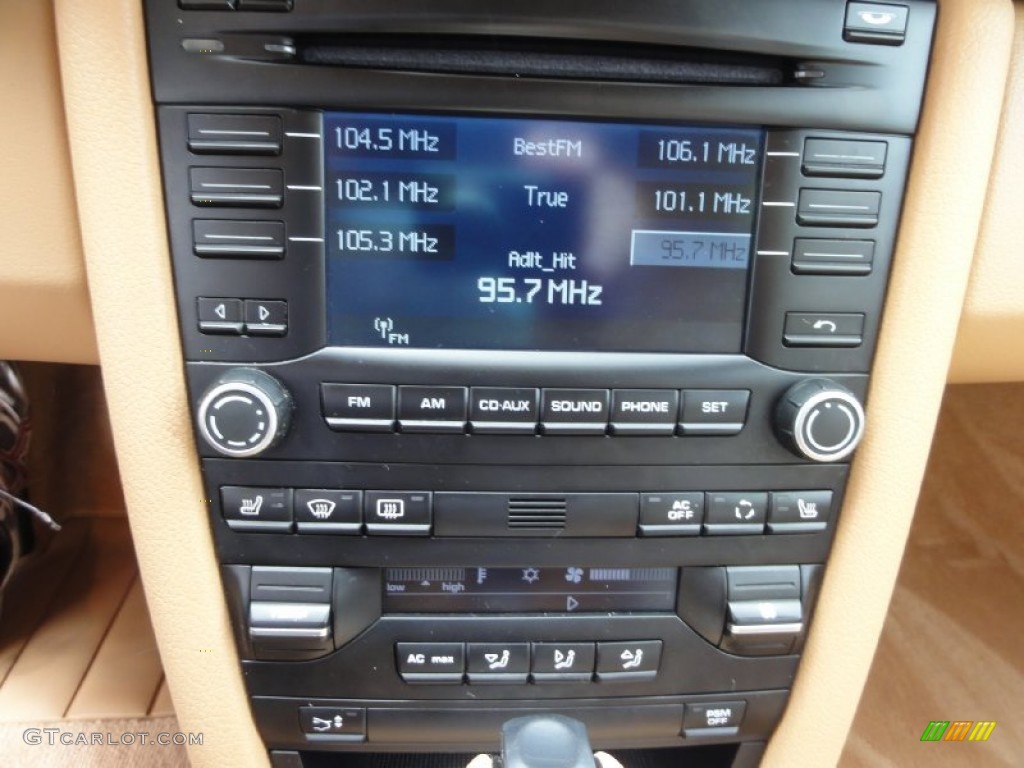 104.5 MHz BestFM 106.1 MHz
102.1 MHz True 101.1 MHz
105.3 MHz 95.7 MHz
Adlt_Hit
95.7 MHz
FM
FM AM CD·AUX SOUND PHONE SET
AC OFF
low high
AC max
PSM OFF
GTCARLOT.COM